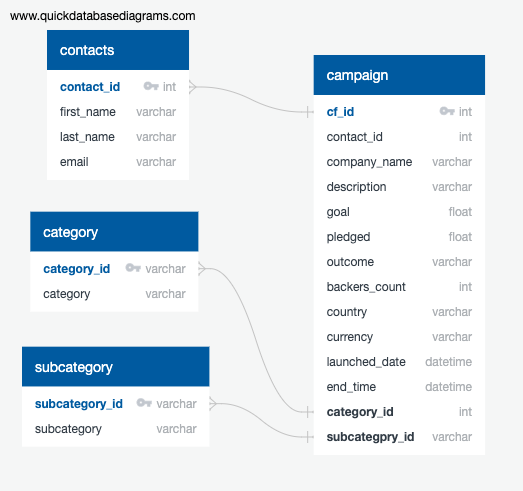 www.quickdatabasediagrams.com
contacts
contact_id int
first_name varchar
last_name varchar
email varchar
campaign
cf_id int
contact_id int
company_name varchar
description varchar
goal float
pledged float
outcome varchar
backers_count int
country varchar
currency varchar
launched_date datetime
end_time datetime
category_id int
subcategpry_id varchar
category
category_id varchar
category varchar
subcategory
subcategory_id varchar
subcategory varchar